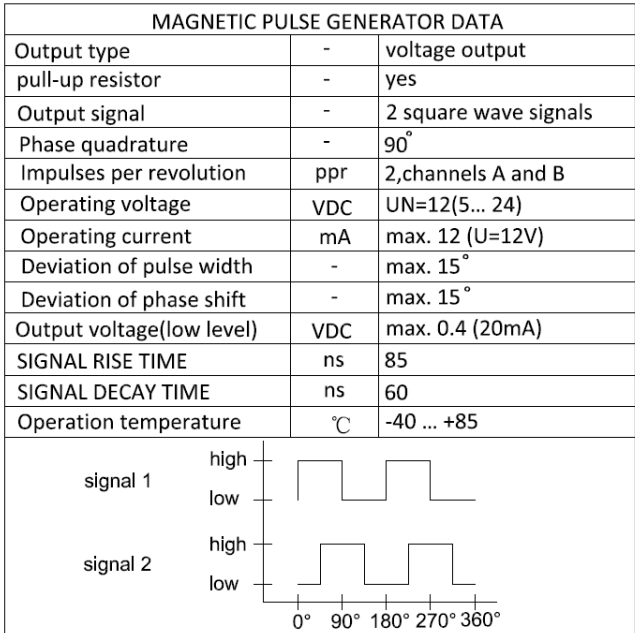 MAGNETIC PULSE GENERATOR DATA
Output type - voltage output
pull-up resistor - yes
Output signal - 2 square wave signals
Phase quadrature - 90°
Impulses per revolution ppr 2,channels A and B
Operating voltage VDC UN=12(5... 24)
Operating current mA max. 12 (U=12V)
Deviation of pulse width - max. 15°
Deviation of phase shift - max. 15°
Output voltage(low level) VDC max. 0.4 (20mA)
SIGNAL RISE TIME ns 85
SIGNAL DECAY TIME ns 60
Operation temperature ℃ -40 ... +85
high
signal 1
low
high
signal 2
low
0° 90° 180° 270° 360°